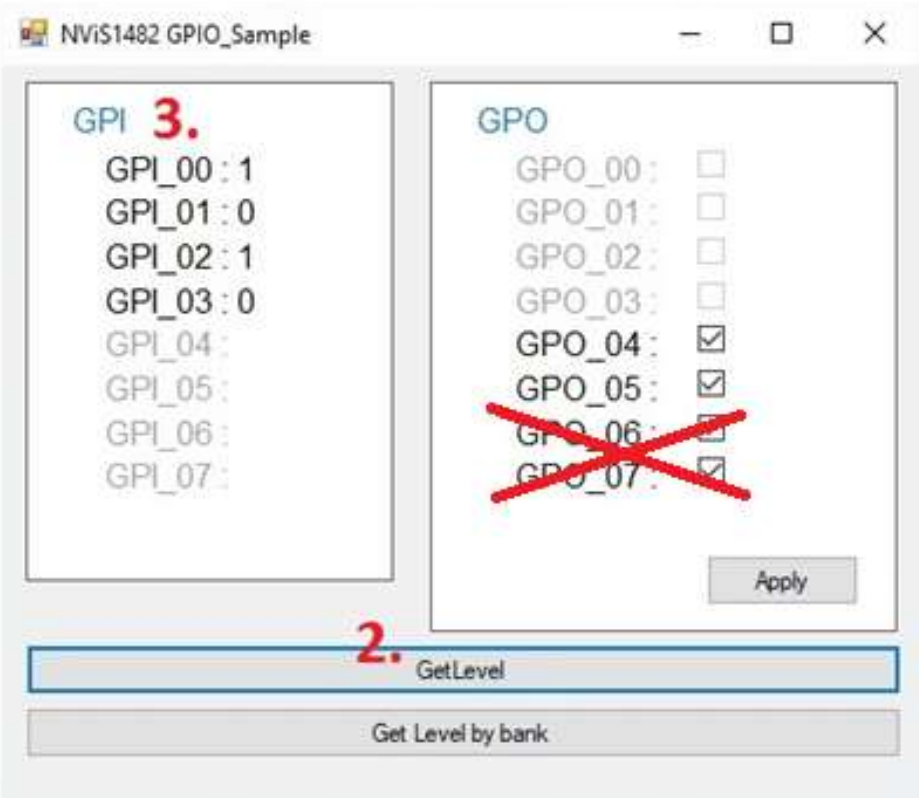 NViS1482 GPIO_Sample
GPI 3.
GPI_00 : 1
GPI_01 : 0
GPI_02 : 1
GPI_03 : 0
GPI_04 :
GPI_05 :
GPI_06 :
GPI_07 :
GPO
GPO_00 :
GPO_01 :
GPO_02 :
GPO_03 :
GPO_04 :
GPO_05 :
GPO_06 :
GPO_07 :
Apply
2.
GetLevel
Get Level by bank